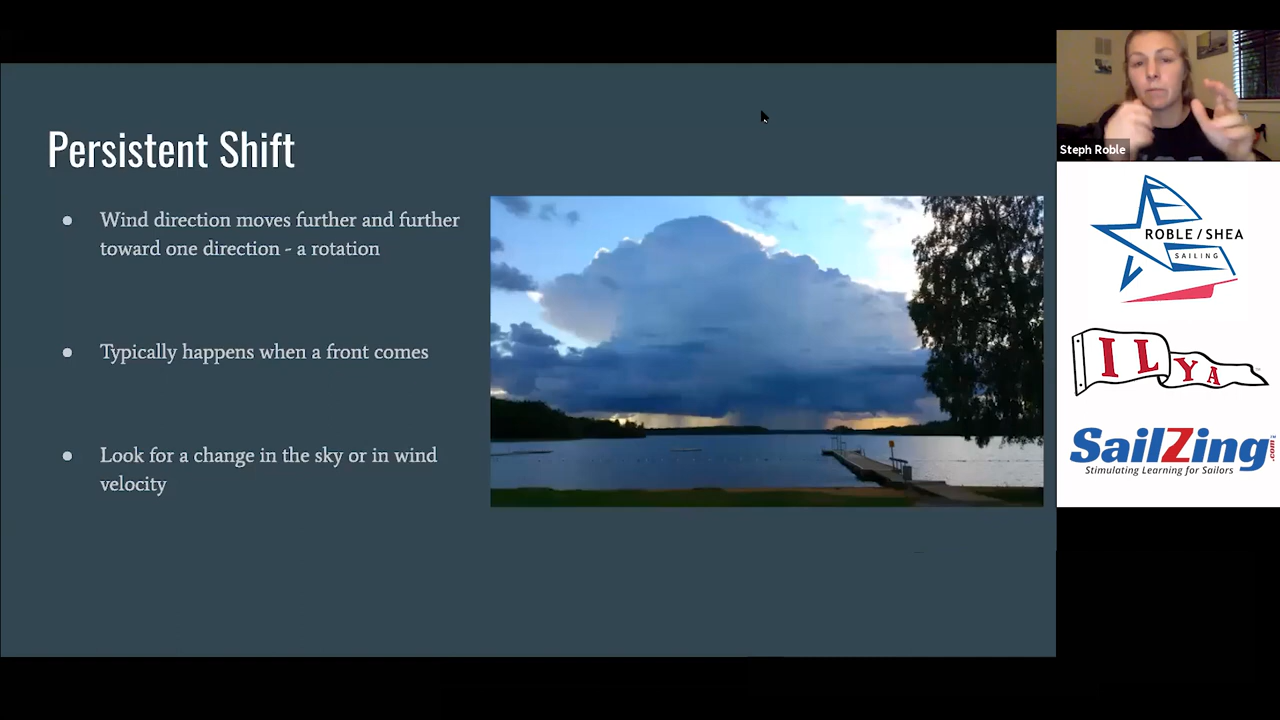 Persistent Shift
Wind direction moves further and further
toward one direction - a rotation
Typically happens when a front comes
Look for a change in the sky or in wind
velocity
Steph Roble
ROBLE / SHEA
SAILING
ILYA
SailZing.com
Stimulating Learning for Sailors